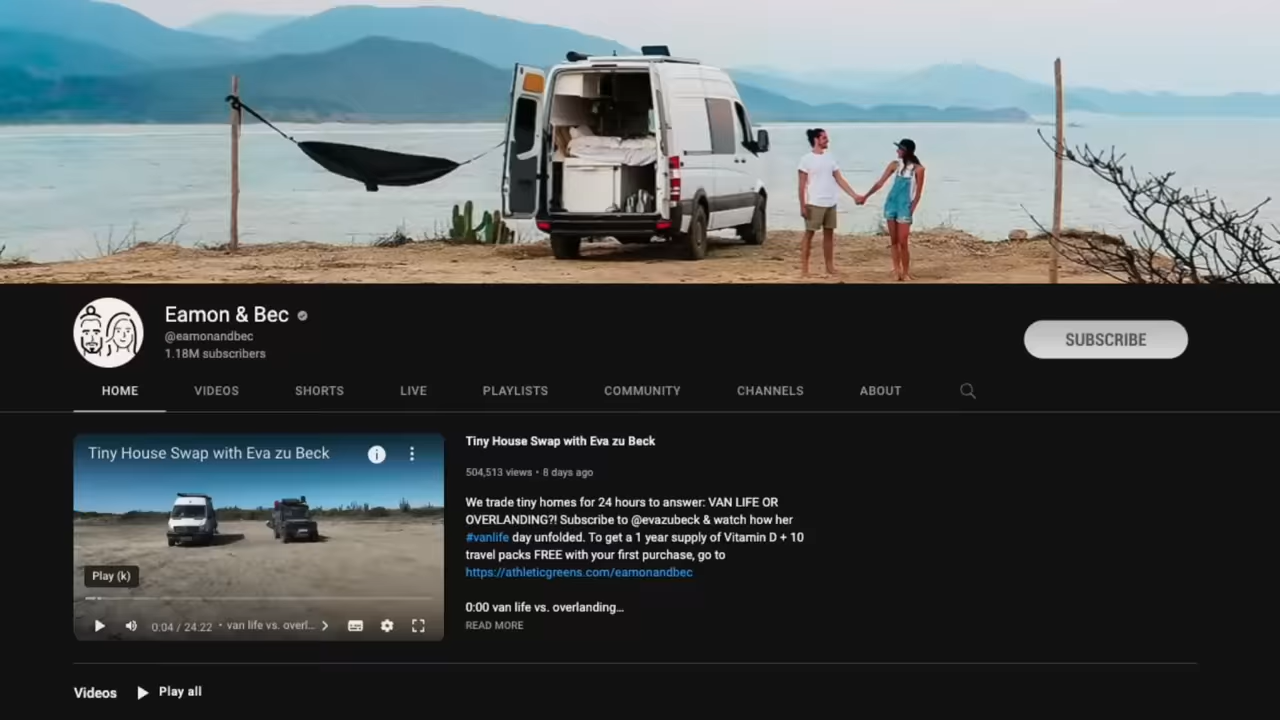 Eamon & Bec
@eamonandbec
1.18M subscribers
SUBSCRIBE
HOME VIDEOS SHORTS LIVE PLAYLISTS COMMUNITY CHANNELS ABOUT
Tiny House Swap with Eva zu Beck
Play (k)
0:04 / 24:22 • van life vs. overl...
Tiny House Swap with Eva zu Beck
504,513 views • 8 days ago
We trade tiny homes for 24 hours to answer: VAN LIFE OR
OVERLANDING?! Subscribe to @evazubeck & watch how her
#vanlife day unfolded. To get a 1 year supply of Vitamin D + 10
travel packs FREE with your first purchase, go to
https://athleticgreens.com/eamonandbec
0:00 van life vs. overlanding...
READ MORE
Videos Play all